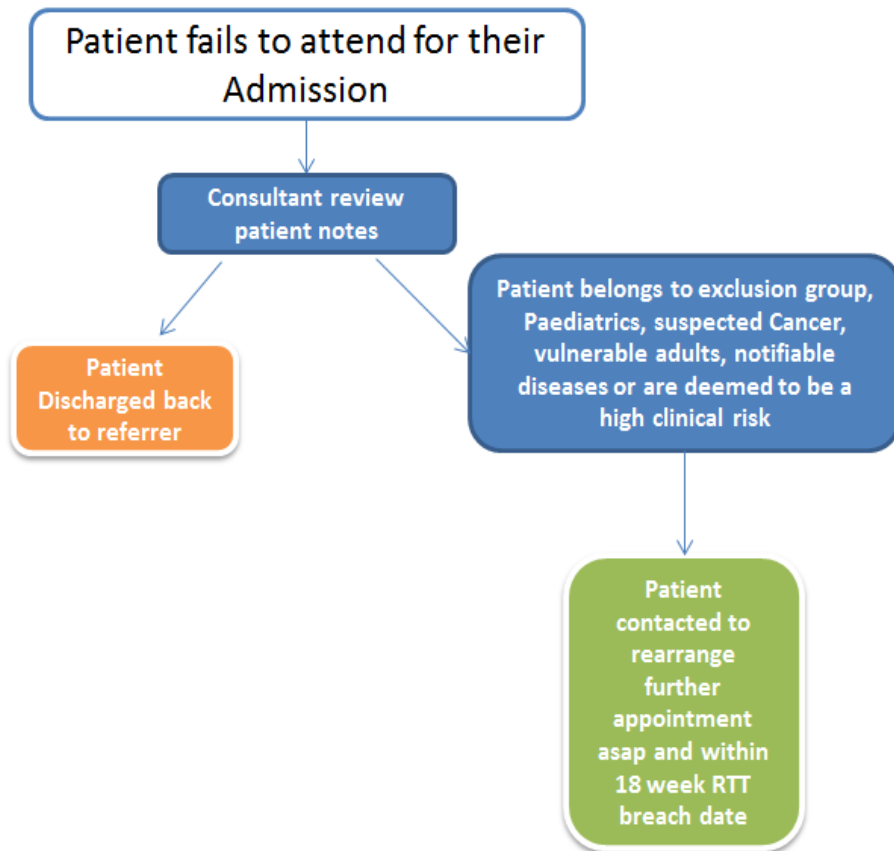 Patient fails to attend for their
Admission
Consultant review
patient notes
Patient belongs to exclusion group,
Paediatrics, suspected Cancer,
vulnerable adults, notifiable
diseases or are deemed to be a
high clinical risk
Patient
Discharged back
to referrer
Patient
contacted to
rearrange
further
appointment
asap and within
18 week RTT
breach date